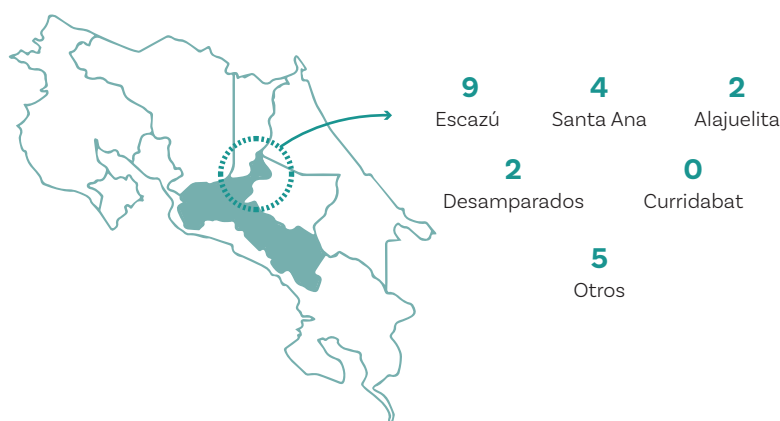 9 4 2
Escazú Santa Ana Alajuelita
2 0
Desamparados Curridabat
5
Otros